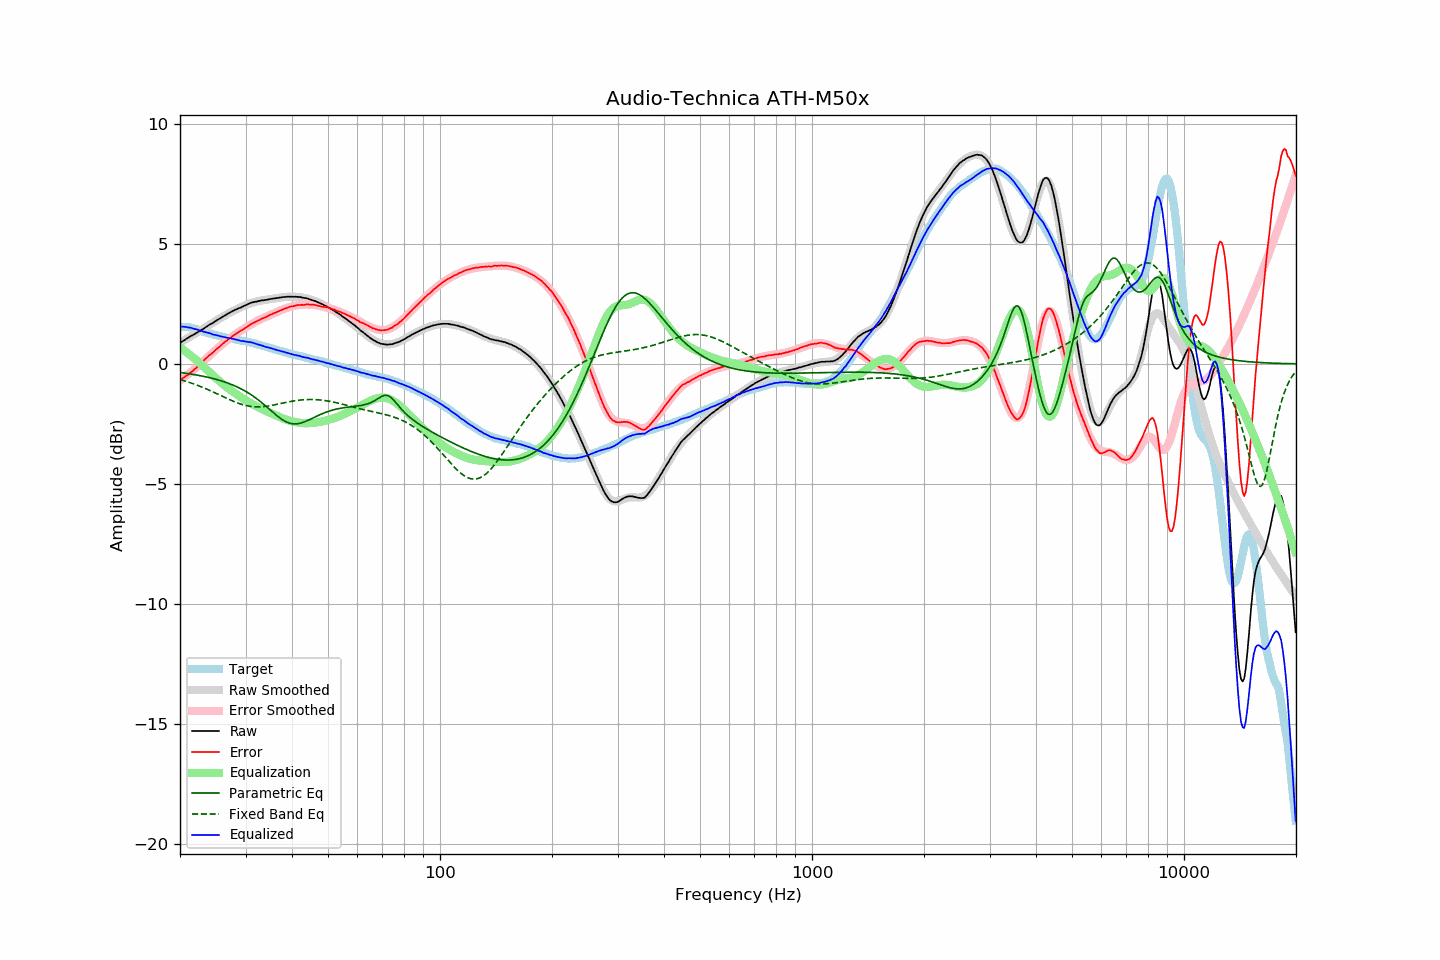 Audio-Technica ATH-M50x
10
5
0
−5
−10
−15
−20
Amplitude (dBr)
Target
Raw Smoothed
Error Smoothed
Raw
Error
Equalization
Parametric Eq
Fixed Band Eq
Equalized
100
1000
10000
Frequency (Hz)